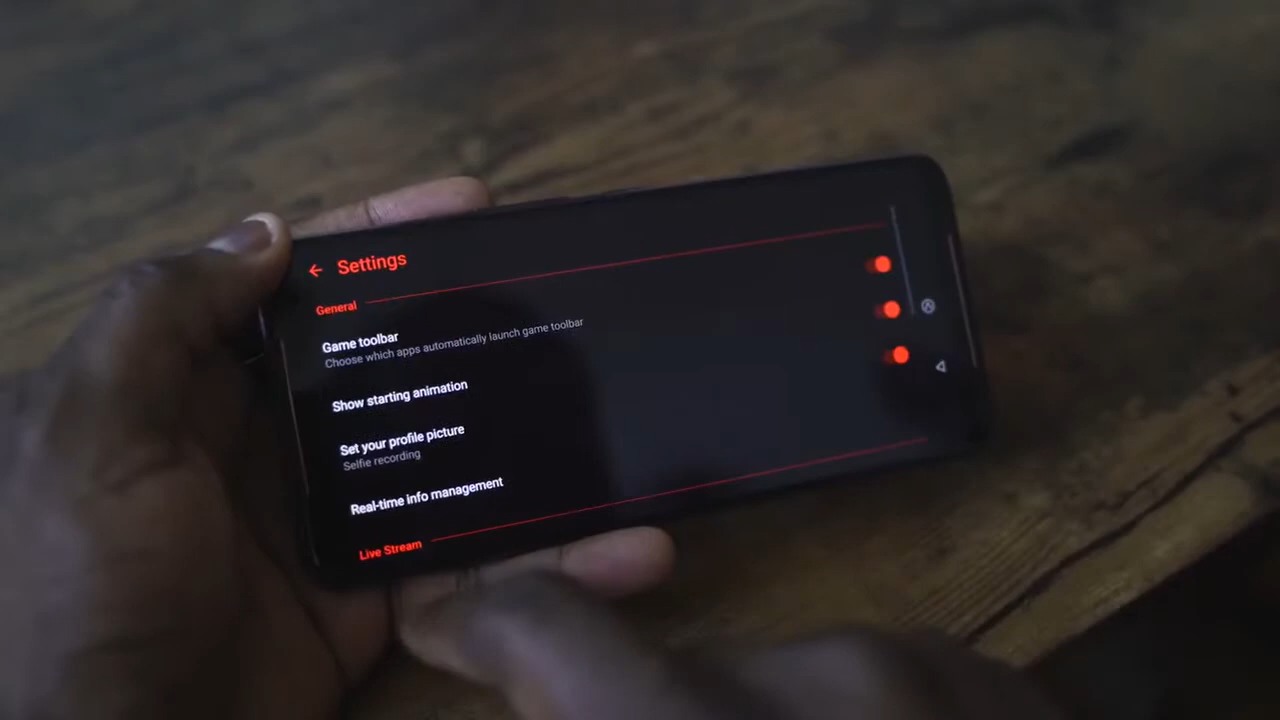 Settings
General
Game toolbar
Choose which apps automatically launch game toolbar
Show starting animation
Set your profile picture
Selfie recording
Real-time info management
Live Stream